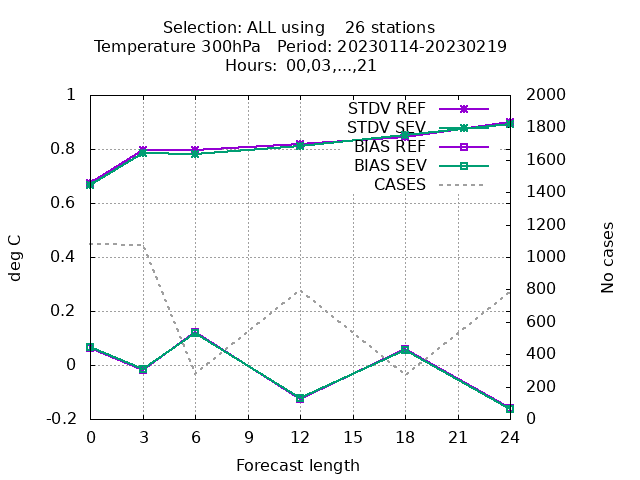 Selection: ALL using    26 stations
Temperature 300hPa   Period: 20230114-20230219
Hours: 00,03,...,21
STDV REF
STDV SEV
BIAS REF
BIAS SEV
CASES
1
0.8
0.6
0.4
0.2
0
-0.2
deg C
2000
1800
1600
1400
1200
1000
800
600
400
200
0
No cases
0 3 6 9 12 15 18 21 24
Forecast length